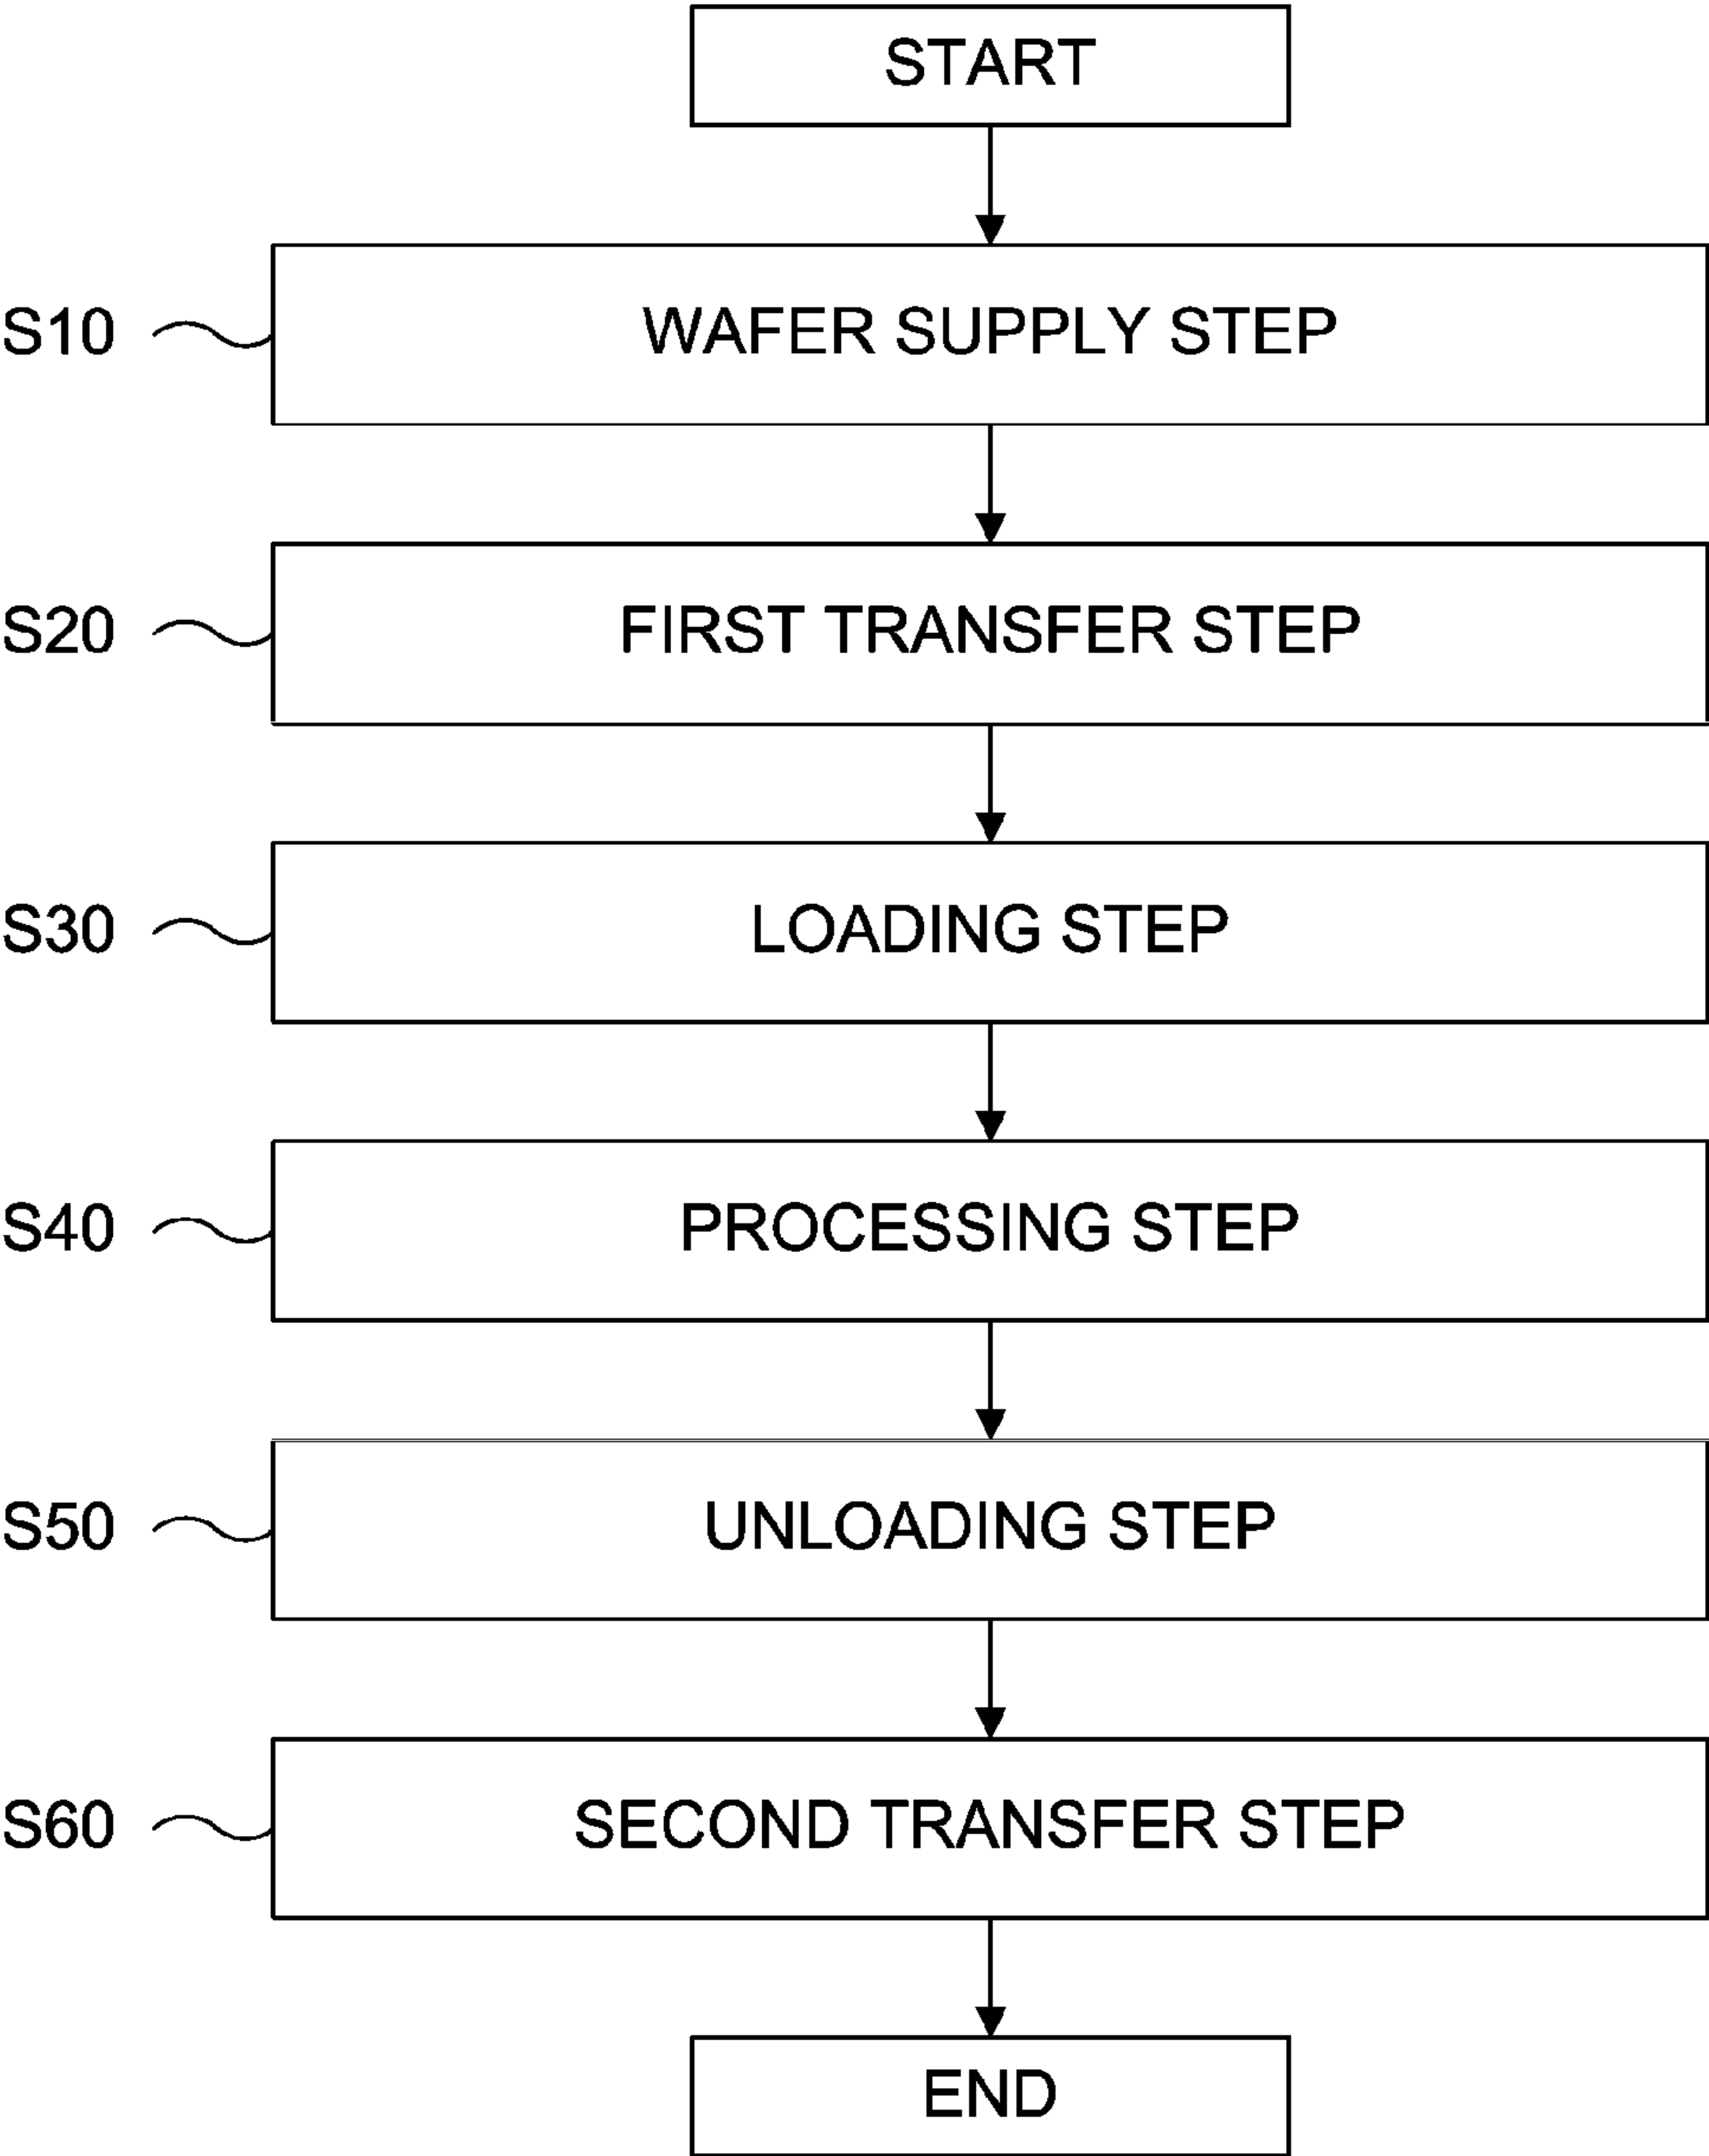 START
S10 WAFER SUPPLY STEP
S20 FIRST TRANSFER STEP
S30 LOADING STEP
S40 PROCESSING STEP
S50 UNLOADING STEP
S60 SECOND TRANSFER STEP
END